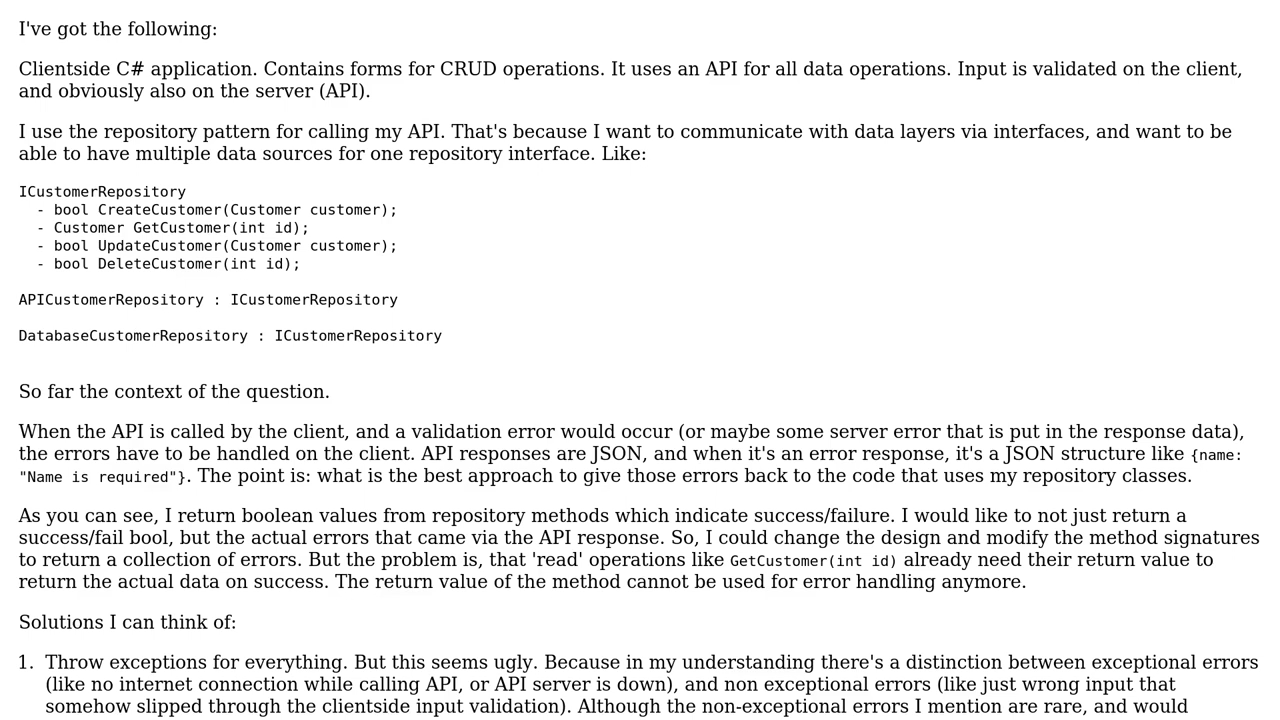 I've got the following:
Clientside C# application. Contains forms for CRUD operations. It uses an API for all data operations. Input is validated on the client,
and obviously also on the server (API).
I use the repository pattern for calling my API. That's because I want to communicate with data layers via interfaces, and want to be
able to have multiple data sources for one repository interface. Like:
ICustomerRepository
  - bool CreateCustomer(Customer customer);
  - Customer GetCustomer(int id);
  - bool UpdateCustomer(Customer customer);
  - bool DeleteCustomer(int id);
APICustomerRepository : ICustomerRepository
DatabaseCustomerRepository : ICustomerRepository
So far the context of the question.
When the API is called by the client, and a validation error would occur (or maybe some server error that is put in the response data),
the errors have to be handled on the client. API responses are JSON, and when it's an error response, it's a JSON structure like {name:
"Name is required"}. The point is: what is the best approach to give those errors back to the code that uses my repository classes.
As you can see, I return boolean values from repository methods which indicate success/failure. I would like to not just return a
success/fail bool, but the actual errors that came via the API response. So, I could change the design and modify the method signatures
to return a collection of errors. But the problem is, that 'read' operations like GetCustomer(int id) already need their return value to
return the actual data on success. The return value of the method cannot be used for error handling anymore.
Solutions I can think of:
1. Throw exceptions for everything. But this seems ugly. Because in my understanding there's a distinction between exceptional errors
(like no internet connection while calling API, or API server is down), and non exceptional errors (like just wrong input that
somehow slipped through the clientside input validation). Although the non-exceptional errors I mention are rare, and would